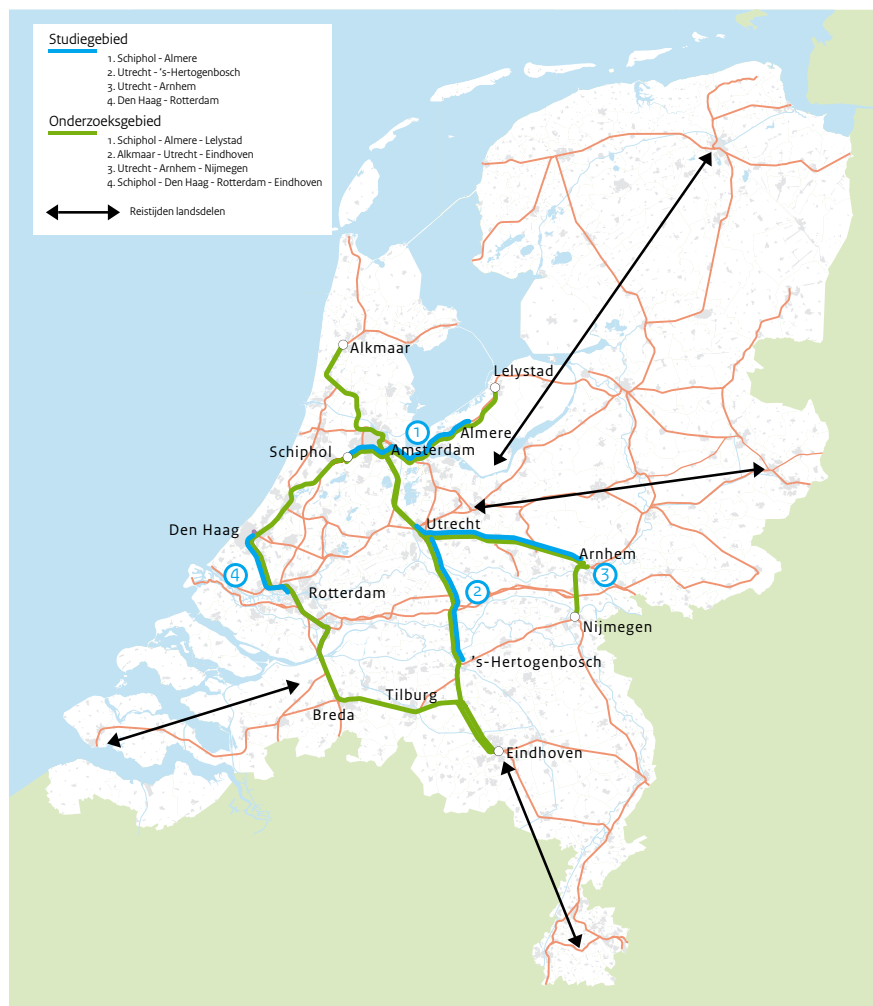 Studiegebied
1. Schiphol - Almere
2. Utrecht - 's-Hertogenbosch
3. Utrecht - Arnhem
4. Den Haag - Rotterdam
Onderzoeksgebied
1. Schiphol - Almere - Lelystad
2. Alkmaar - Utrecht - Eindhoven
3. Utrecht - Arnhem - Nijmegen
4. Schiphol - Den Haag - Rotterdam - Eindhoven
Reistijden landsdelen
Alkmaar
Lelystad
1
Almere
Schiphol
Amsterdam
Den Haag
Utrecht
Arnhem
4
3
Rotterdam
2
Nijmegen
's-Hertogenbosch
Tilburg
Breda
Eindhoven